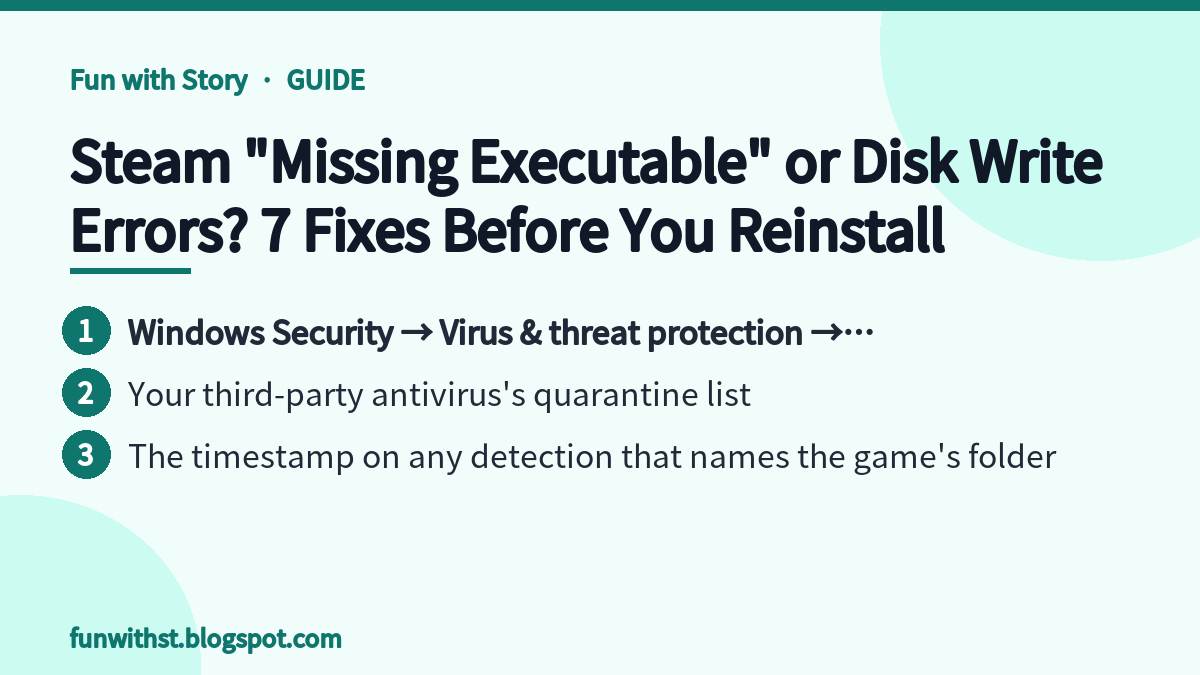 Fun with Story · GUIDE
Steam "Missing Executable" or Disk Write
Errors? 7 Fixes Before You Reinstall
1 Windows Security → Virus & threat protection →···
2 Your third-party antivirus's quarantine list
3 The timestamp on any detection that names the game's folder
funwithst.blogspot.com